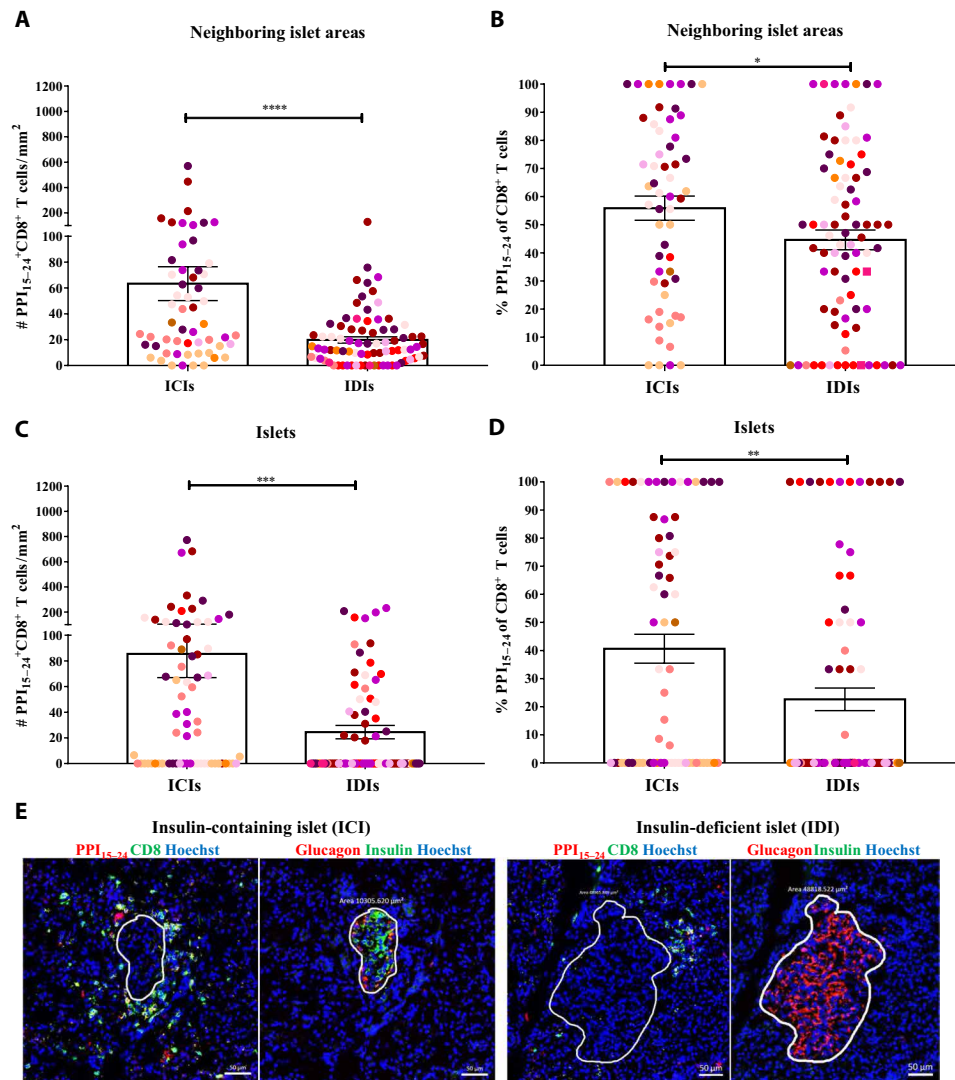 A
Neighboring islet areas
# PPI15–24+CD8+ T cells/mm2
1200
1000
800
600
400
200
100
80
60
40
20
0
****
ICIs
IDIs
B
Neighboring islet areas
% PPI15–24 of CD8+ T cells
100
90
80
70
60
50
40
30
20
10
0
*
ICIs
IDIs
C
Islets
# PPI15–24+CD8+ T cells/mm2
1200
1000
800
600
400
200
100
80
60
40
20
0
***
ICIs
IDIs
D
Islets
% PPI15–24 of CD8+ T cells
100
90
80
70
60
50
40
30
20
10
0
**
ICIs
IDIs
E
Insulin-containing islet (ICI)
PPI15–24 CD8 Hoechst
50 µm
Glucagon Insulin Hoechst
Area 10305.620 µm²
50 µm
Insulin-deficient islet (IDI)
PPI15–24 CD8 Hoechst
Area
50 µm
Glucagon Insulin Hoechst
Area 48818.522 µm²
50 µm